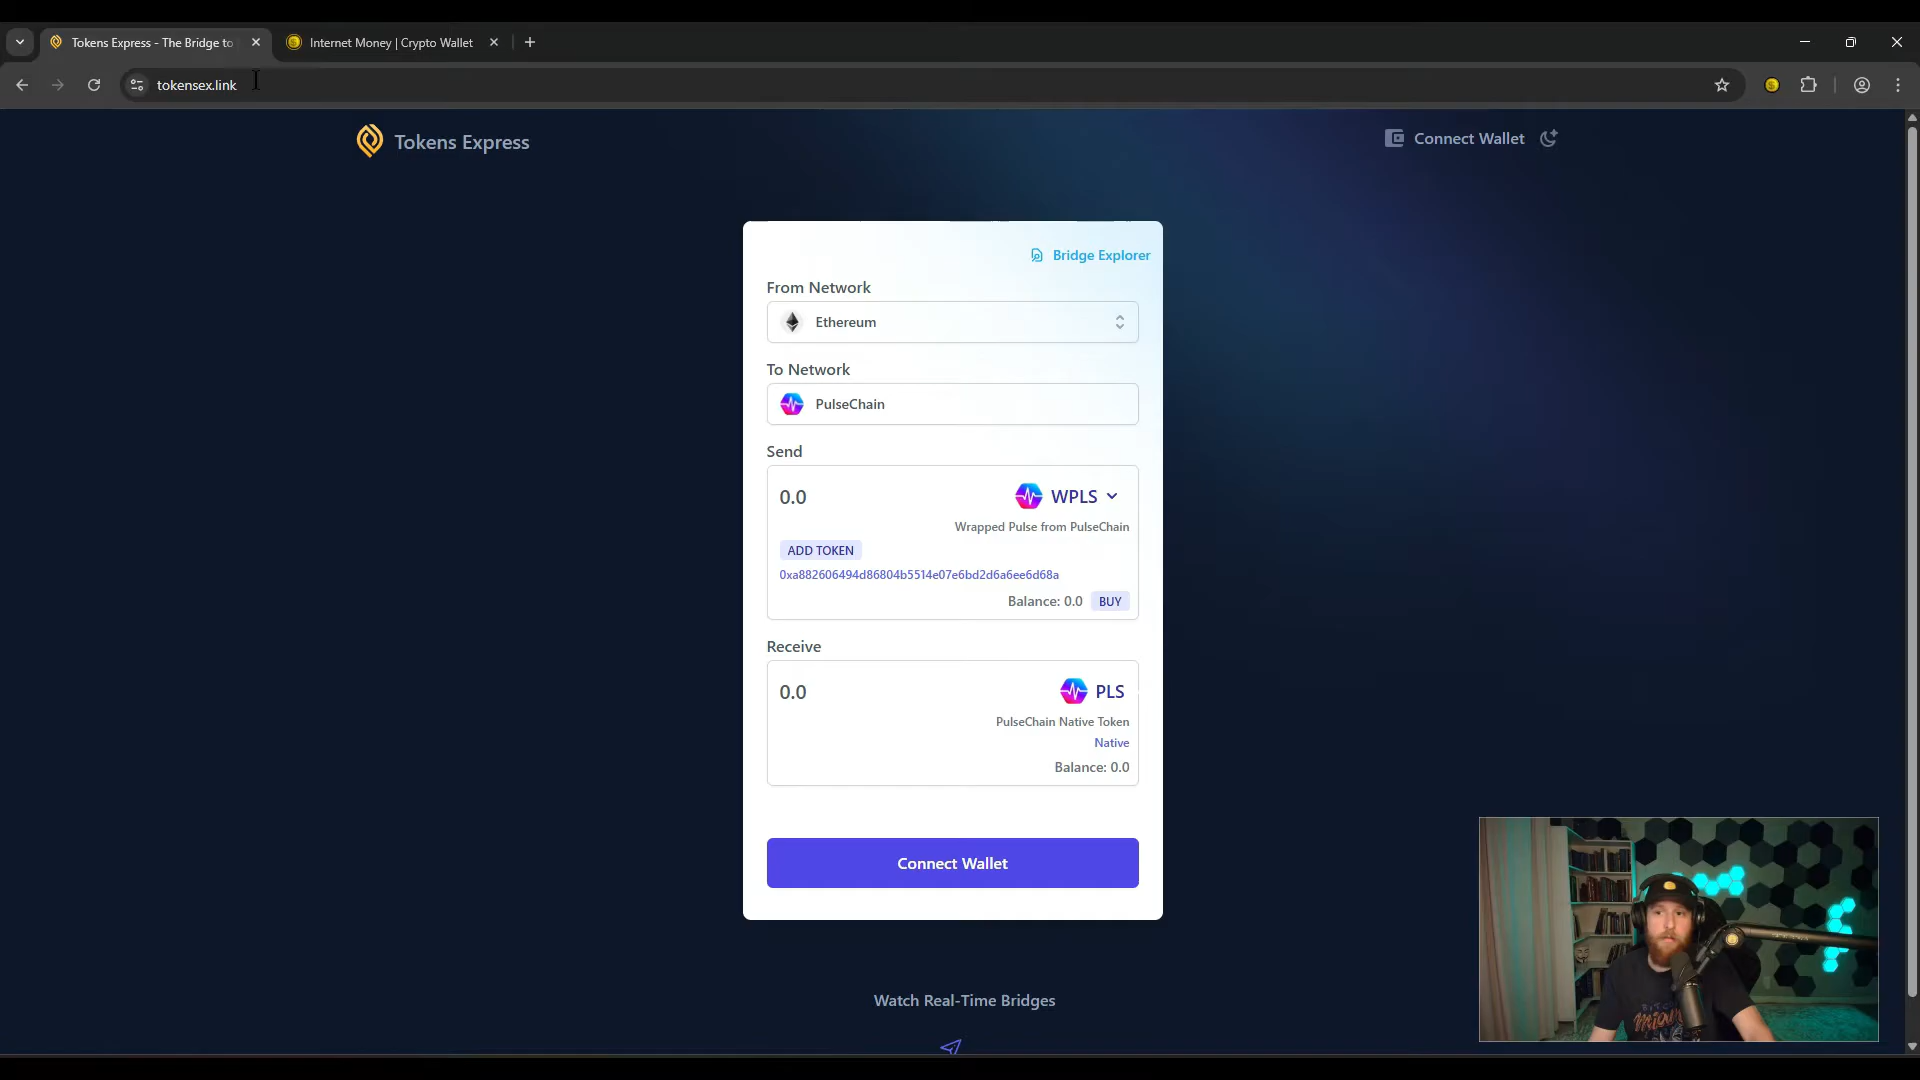 Tokens Express - The Bridge to
Internet Money | Crypto Wallet
tokensex.link
Tokens Express
Connect Wallet
Bridge Explorer
From Network
Ethereum
To Network
PulseChain
Send
0.0
WPLS
Wrapped Pulse from PulseChain
ADD TOKEN
0xa882606494d86804b5514e07e6bd2d6a6ee6d68a
Balance: 0.0 BUY
Receive
0.0
PLS
PulseChain Native Token
Native
Balance: 0.0
Connect Wallet
Watch Real-Time Bridges